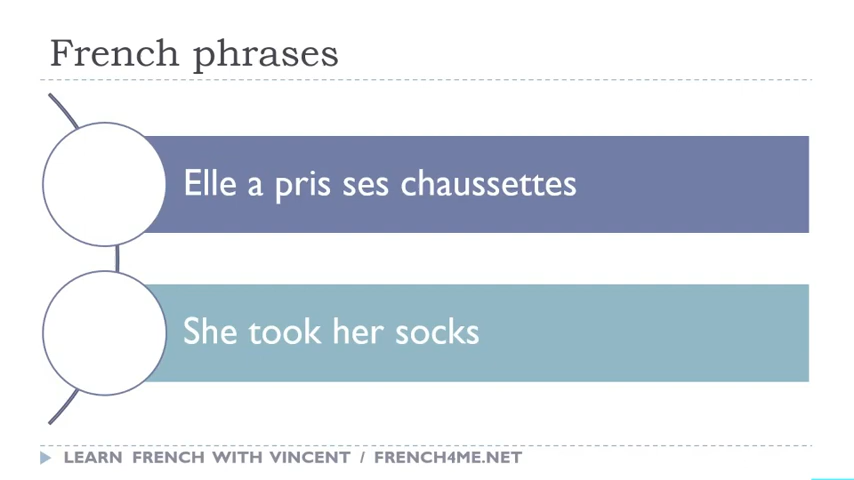 French phrases
Elle a pris ses chaussettes
She took her socks
LEARN FRENCH WITH VINCENT / FRENCH4ME.NET